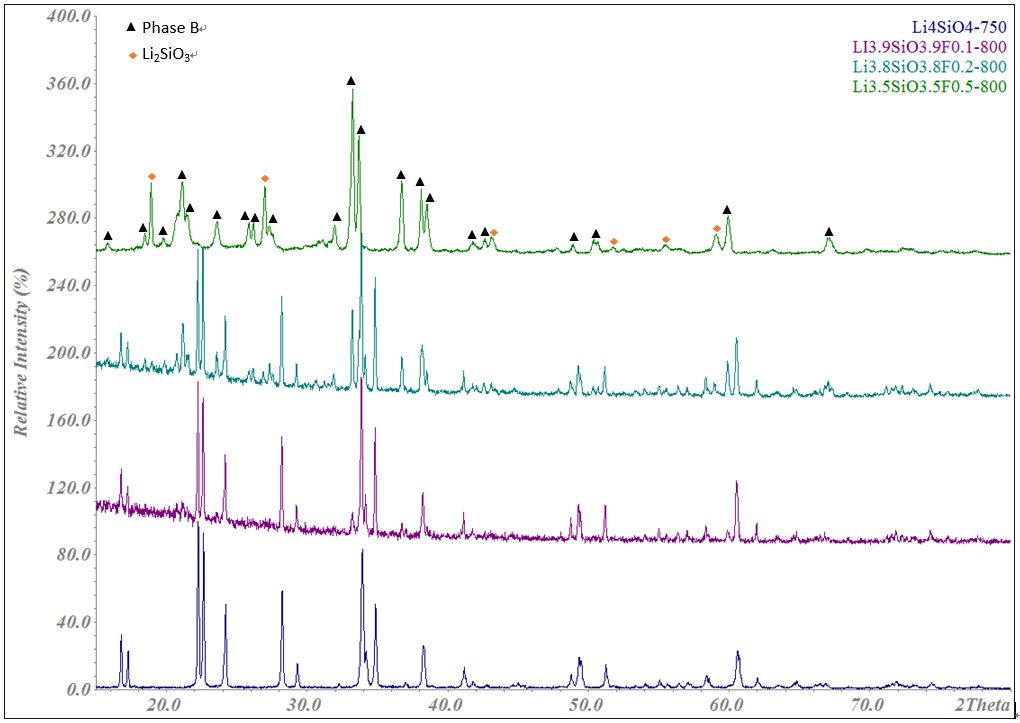 400.0
▲ Phase B↵
◆ Li₂SiO₃↵
Li4SiO4-750
LI3.9SiO3.9F0.1-800
Li3.8SiO3.8F0.2-800
Li3.5SiO3.5F0.5-800
360.0
320.0
280.0
240.0
200.0
160.0
120.0
80.0
40.0
0.0
Relative Intensity (%)
20.0 30.0 40.0 50.0 60.0 70.0 2Theta